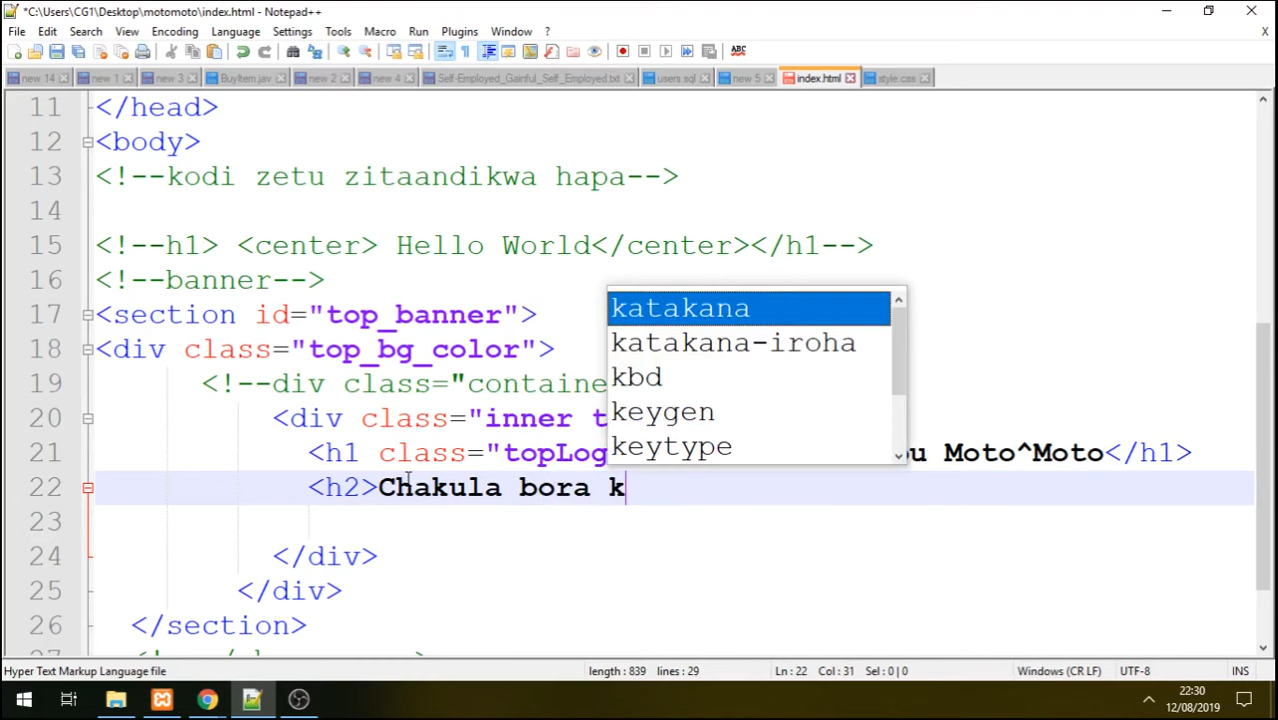 *C:\Users\CG1\Desktop\motomoto\index.html - Notepad++
File Edit Search View Encoding Language Settings Tools Macro Run Plugins Window ? X
new 14 new 1 new 3 BuyItem.jav new 2 new 4 Self-Employed_Gainful_Self_Employed.txt users.sql new 5 index.html style.css
11 </head>
12 <body>
13 <!--kodi zetu zitaandikwa hapa-->
14
15 <!--h1> <center> Hello World</center></h1-->
16 <!--banner-->
17 <section id="top_banner">
18 <div class="top_bg_color">
19 <!--div class="containe
20 <div class="inner t
21 <h1 class="topLog u Moto^Moto</h1>
22 <h2>Chakula bora k
23
24 </div>
25 </div>
26 </section>
27
katakana
katakana-iroha
kbd
keygen
keytype
Hyper Text Markup Language file length : 839 lines : 29 Ln : 22 Col : 31 Sel : 0 | 0 Windows (CR LF) UTF-8 INS
22:30
12/08/2019